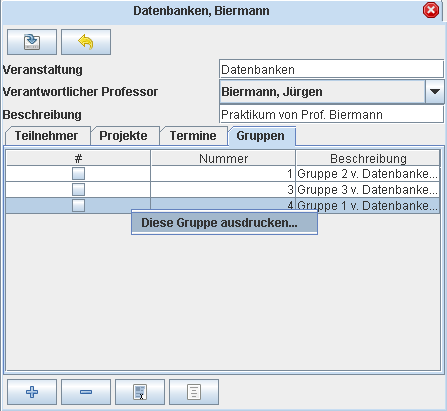 Datenbanken, Biermann
Veranstaltung Datenbanken
Verantwortlicher Professor Biermann, Jürgen
Beschreibung Praktikum von Prof. Biermann
Teilnehmer Projekte Termine Gruppen
# Nummer Beschreibung
1 Gruppe 2 v. Datenbanke...
3 Gruppe 3 v. Datenbanke...
4 Gruppe 1 v. Datenbanke...
Diese Gruppe ausdrucken...